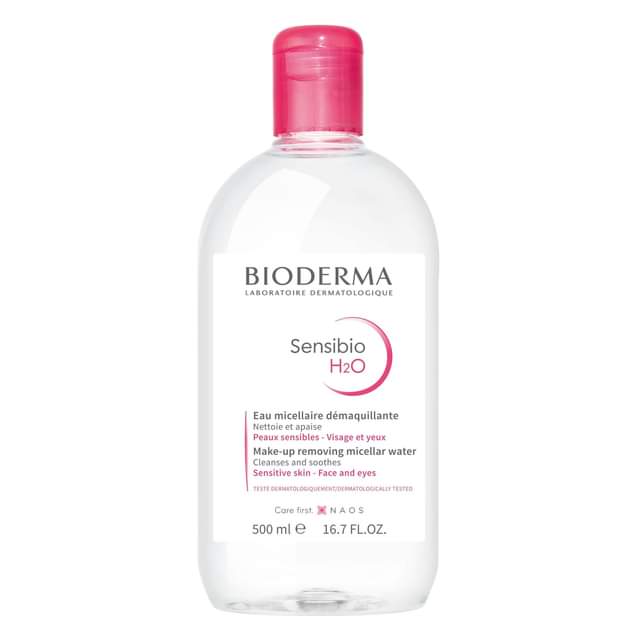 BIODERMA
LABORATOIRE DERMATOLOGIQUE
Sensibio
H2O
Eau micellaire démaquillante
Nettoie et apaise
Peaux sensibles - Visage et yeux
Make-up removing micellar water
Cleanses and soothes
Sensitive skin - Face and eyes
TESTÉ DERMATOLOGIQUEMENT/DERMATOLOGICALLY TESTED
Care first. NAOS
500 ml ℮ 16.7 FL.OZ.